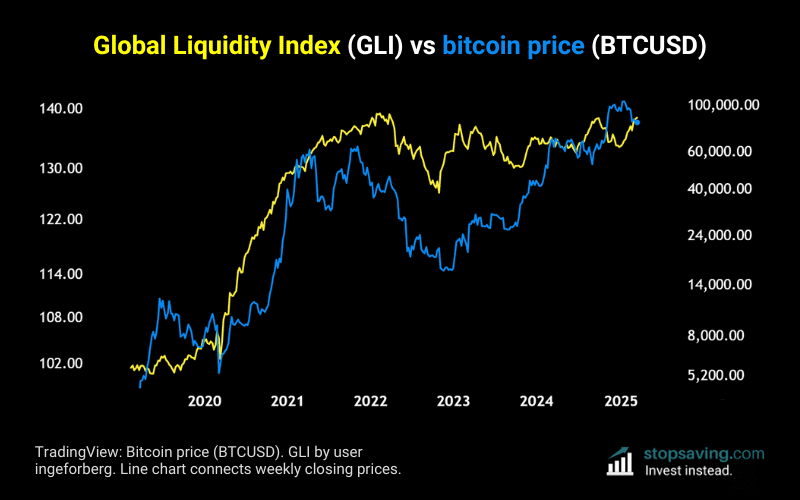 Global Liquidity Index (GLI) vs bitcoin price (BTCUSD)
140.00
130.00
122.00
114.00
108.00
102.00
100,000.00
60,000.00
40,000.00
24,000.00
14,000.00
8,000.00
5,200.00
2020 2021 2022 2023 2024 2025
TradingView: Bitcoin price (BTCUSD). GLI by user
ingeforberg. Line chart connects weekly closing prices.
stopsaving.com
Invest instead.